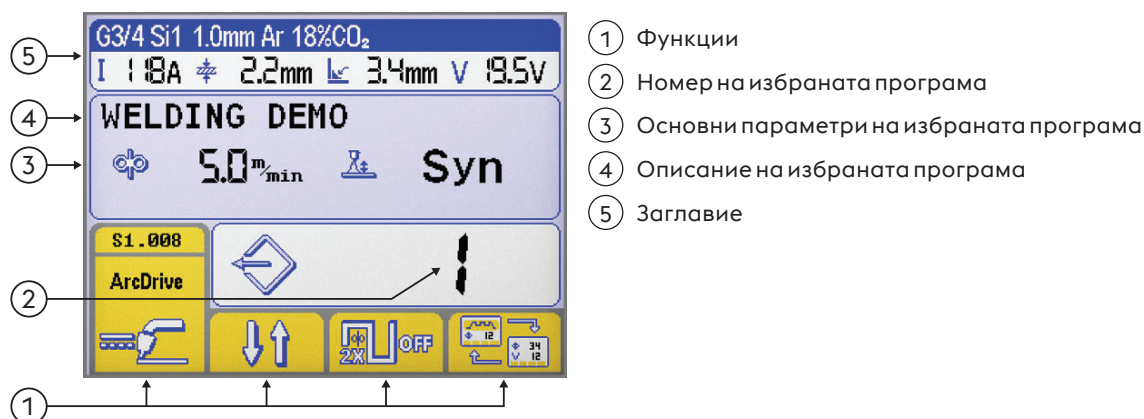 G3/4 Si1 1.0mm Ar 18%CO₂
I 118A 2.2mm 3.4mm V 19.5V
WELDING DEMO
5.0 m/min Syn
S1.008
ArcDrive
1
2X OFF
12 34
V 12
5
4
3
2
1
1 Функции
2 Номер на избраната програма
3 Основни параметри на избраната програма
4 Описание на избраната програма
5 Заглавие